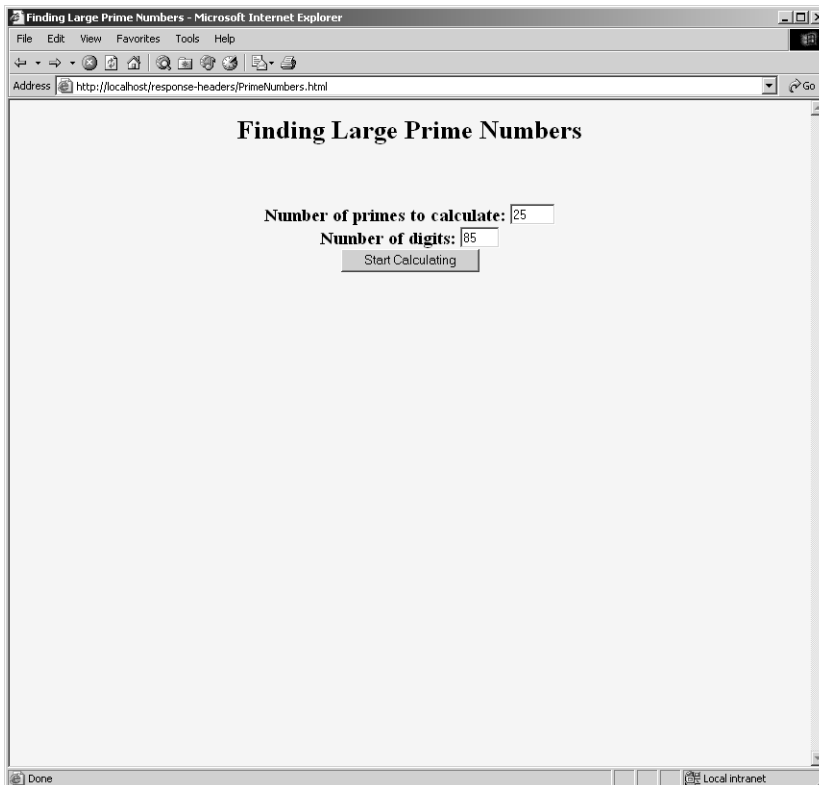 Finding Large Prime Numbers - Microsoft Internet Explorer
File Edit View Favorites Tools Help
Address http://localhost/response-headers/PrimeNumbers.html Go
Finding Large Prime Numbers
Number of primes to calculate: 25
Number of digits: 85
Start Calculating
Done Local intranet